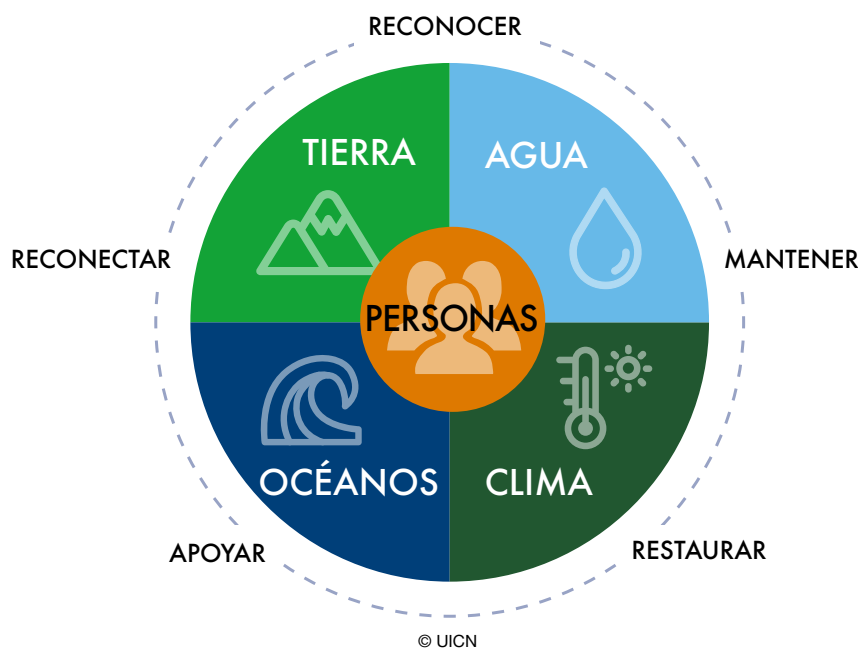 RECONOCER
TIERRA
AGUA
RECONECTAR
MANTENER
PERSONAS
OCÉANOS
CLIMA
APOYAR
RESTAURAR
© UICN